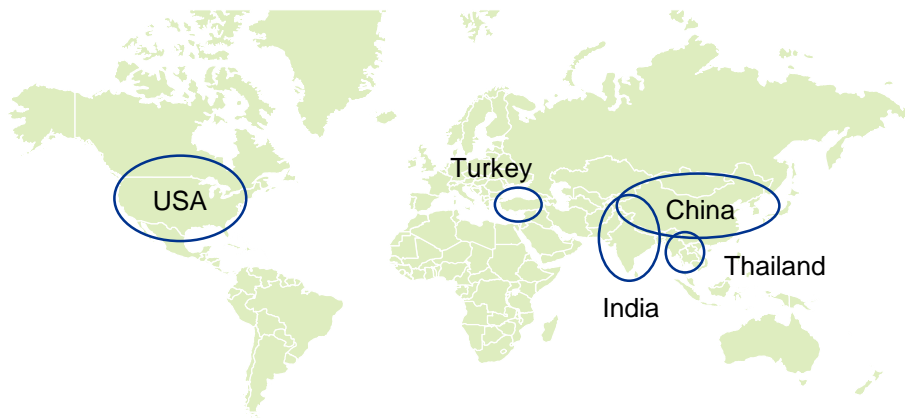 Turkey
USA
China
Thailand
India